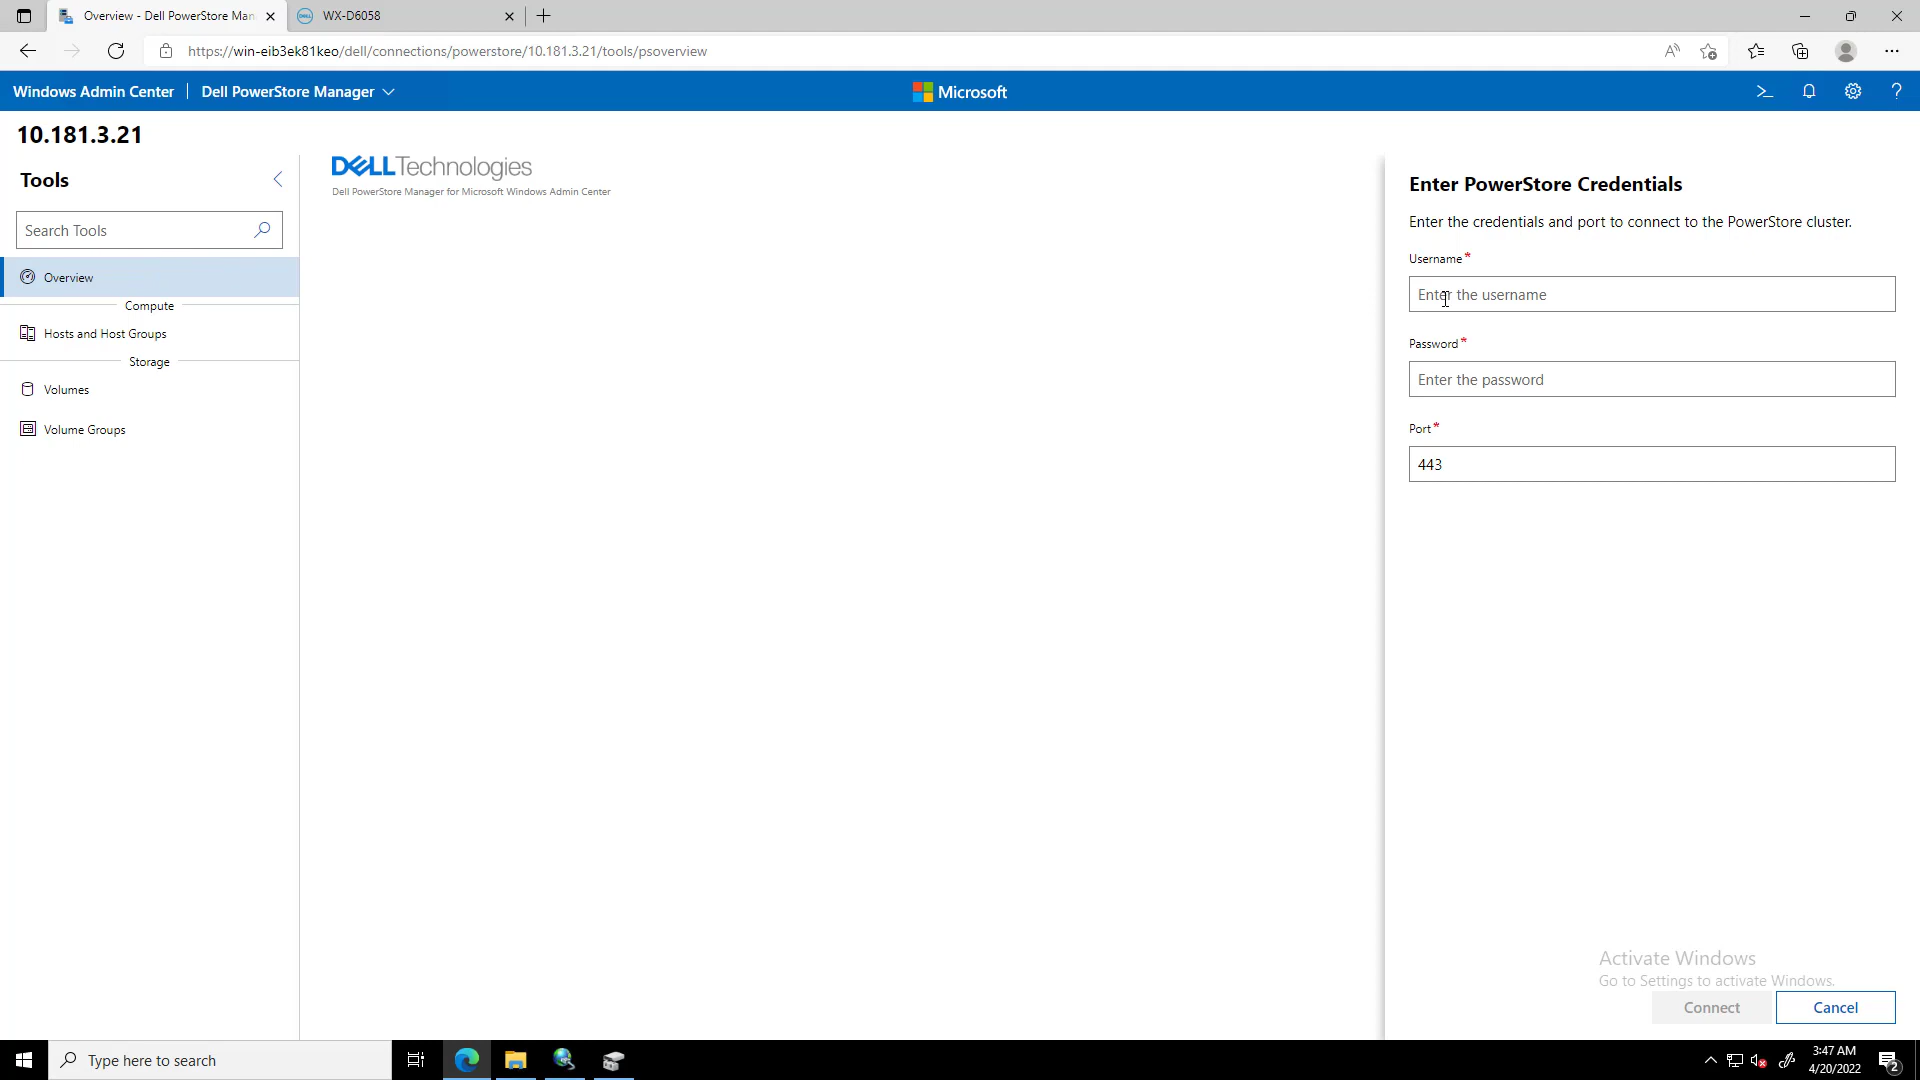 Overview - Dell PowerStore Man
WX-D6058
https://win-eib3ek81keo/dell/connections/powerstore/10.181.3.21/tools/psoverview
Windows Admin Center
Dell PowerStore Manager
Microsoft
10.181.3.21
Tools
Search Tools
Overview
Compute
Hosts and Host Groups
Storage
Volumes
Volume Groups
DELLTechnologies
Dell PowerStore Manager for Microsoft Windows Admin Center
Enter PowerStore Credentials
Enter the credentials and port to connect to the PowerStore cluster.
Username*
Enter the username
Password*
Enter the password
Port*
443
Activate Windows
Go to Settings to activate Windows.
Connect
Cancel
Type here to search
3:47 AM
4/20/2022
2